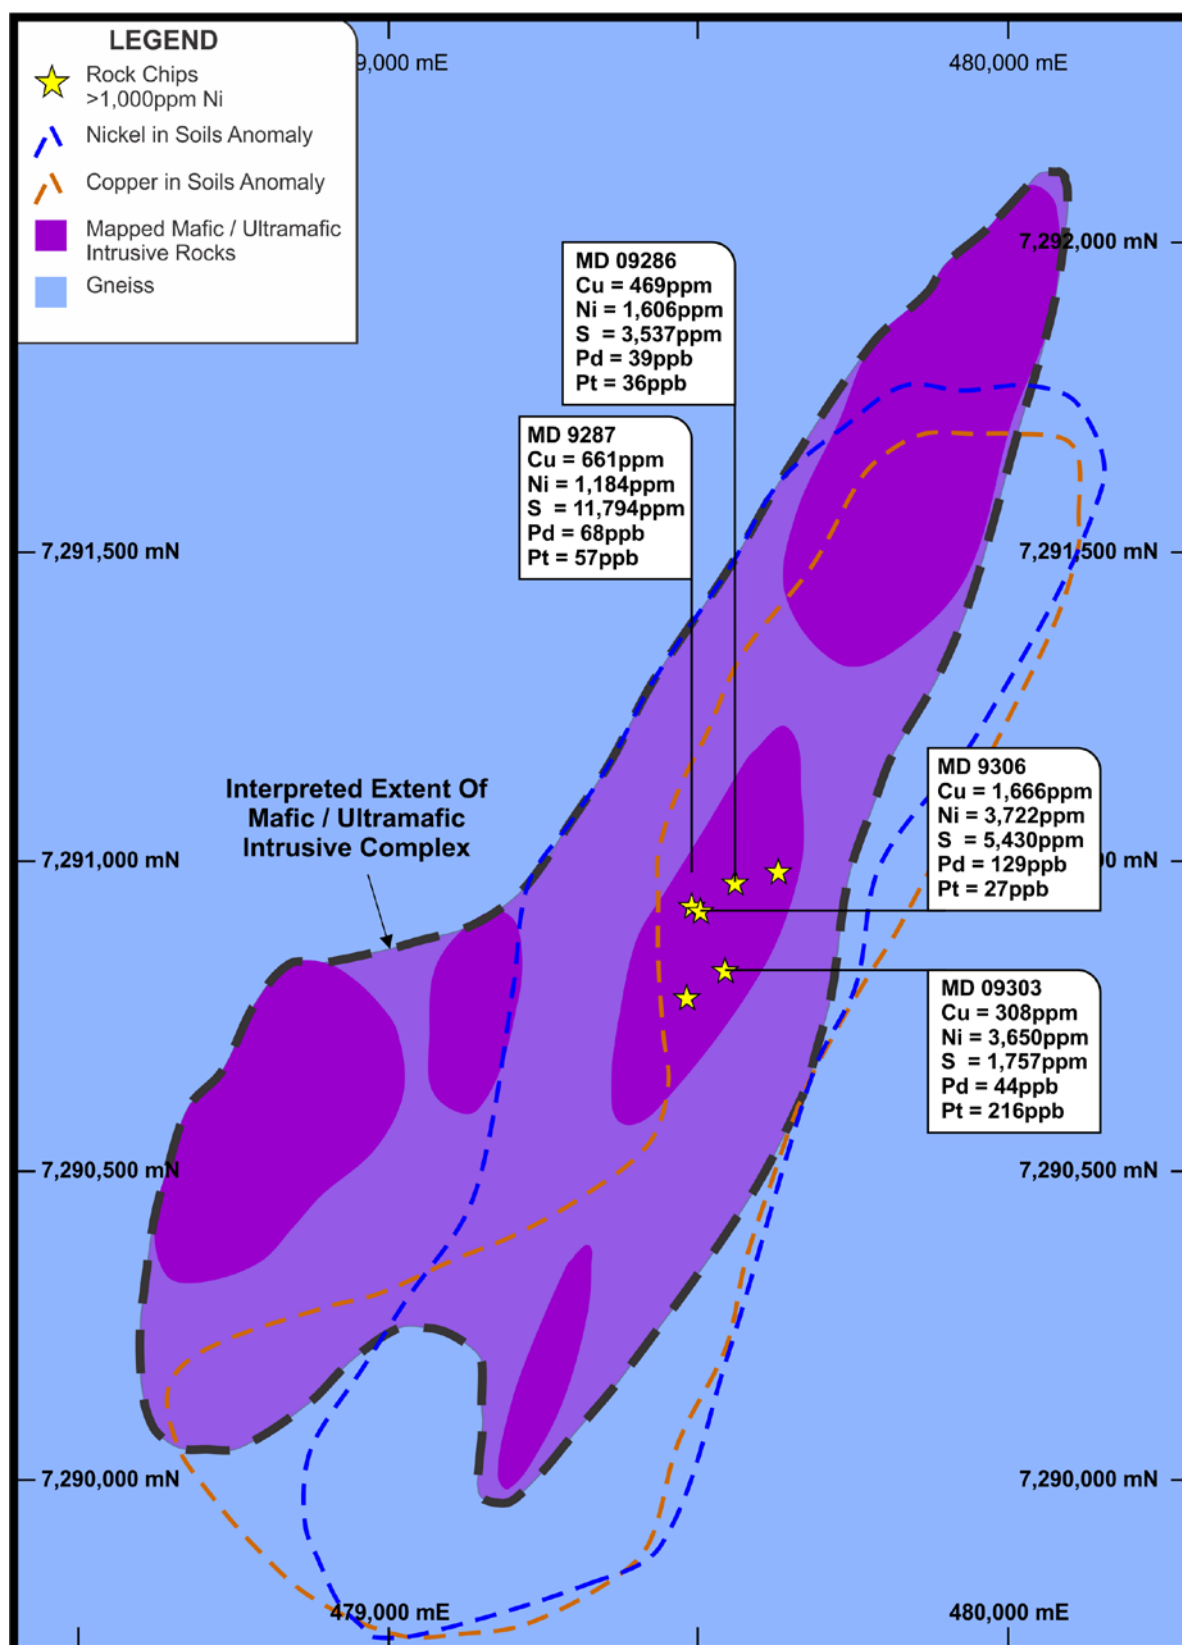 LEGEND
Rock Chips
>1,000ppm Ni
Nickel in Soils Anomaly
Copper in Soils Anomaly
Mapped Mafic / Ultramafic
Intrusive Rocks
Gneiss
9,000 mE
480,000 mE
7,292,000 mN
MD 09286
Cu = 469ppm
Ni = 1,606ppm
S = 3,537ppm
Pd = 39ppb
Pt = 36ppb
MD 9287
Cu = 661ppm
Ni = 1,184ppm
S = 11,794ppm
Pd = 68ppb
Pt = 57ppb
7,291,500 mN
7,291,500 mN
Interpreted Extent Of
Mafic / Ultramafic
Intrusive Complex
MD 9306
Cu = 1,666ppm
Ni = 3,722ppm
S = 5,430ppm
Pd = 129ppb
Pt = 27ppb
7,291,000 mN
00 mN
MD 09303
Cu = 308ppm
Ni = 3,650ppm
S = 1,757ppm
Pd = 44ppb
Pt = 216ppb
7,290,500 mN
7,290,500 mN
7,290,000 mN
7,290,000 mN
479,000 mE
480,000 mE